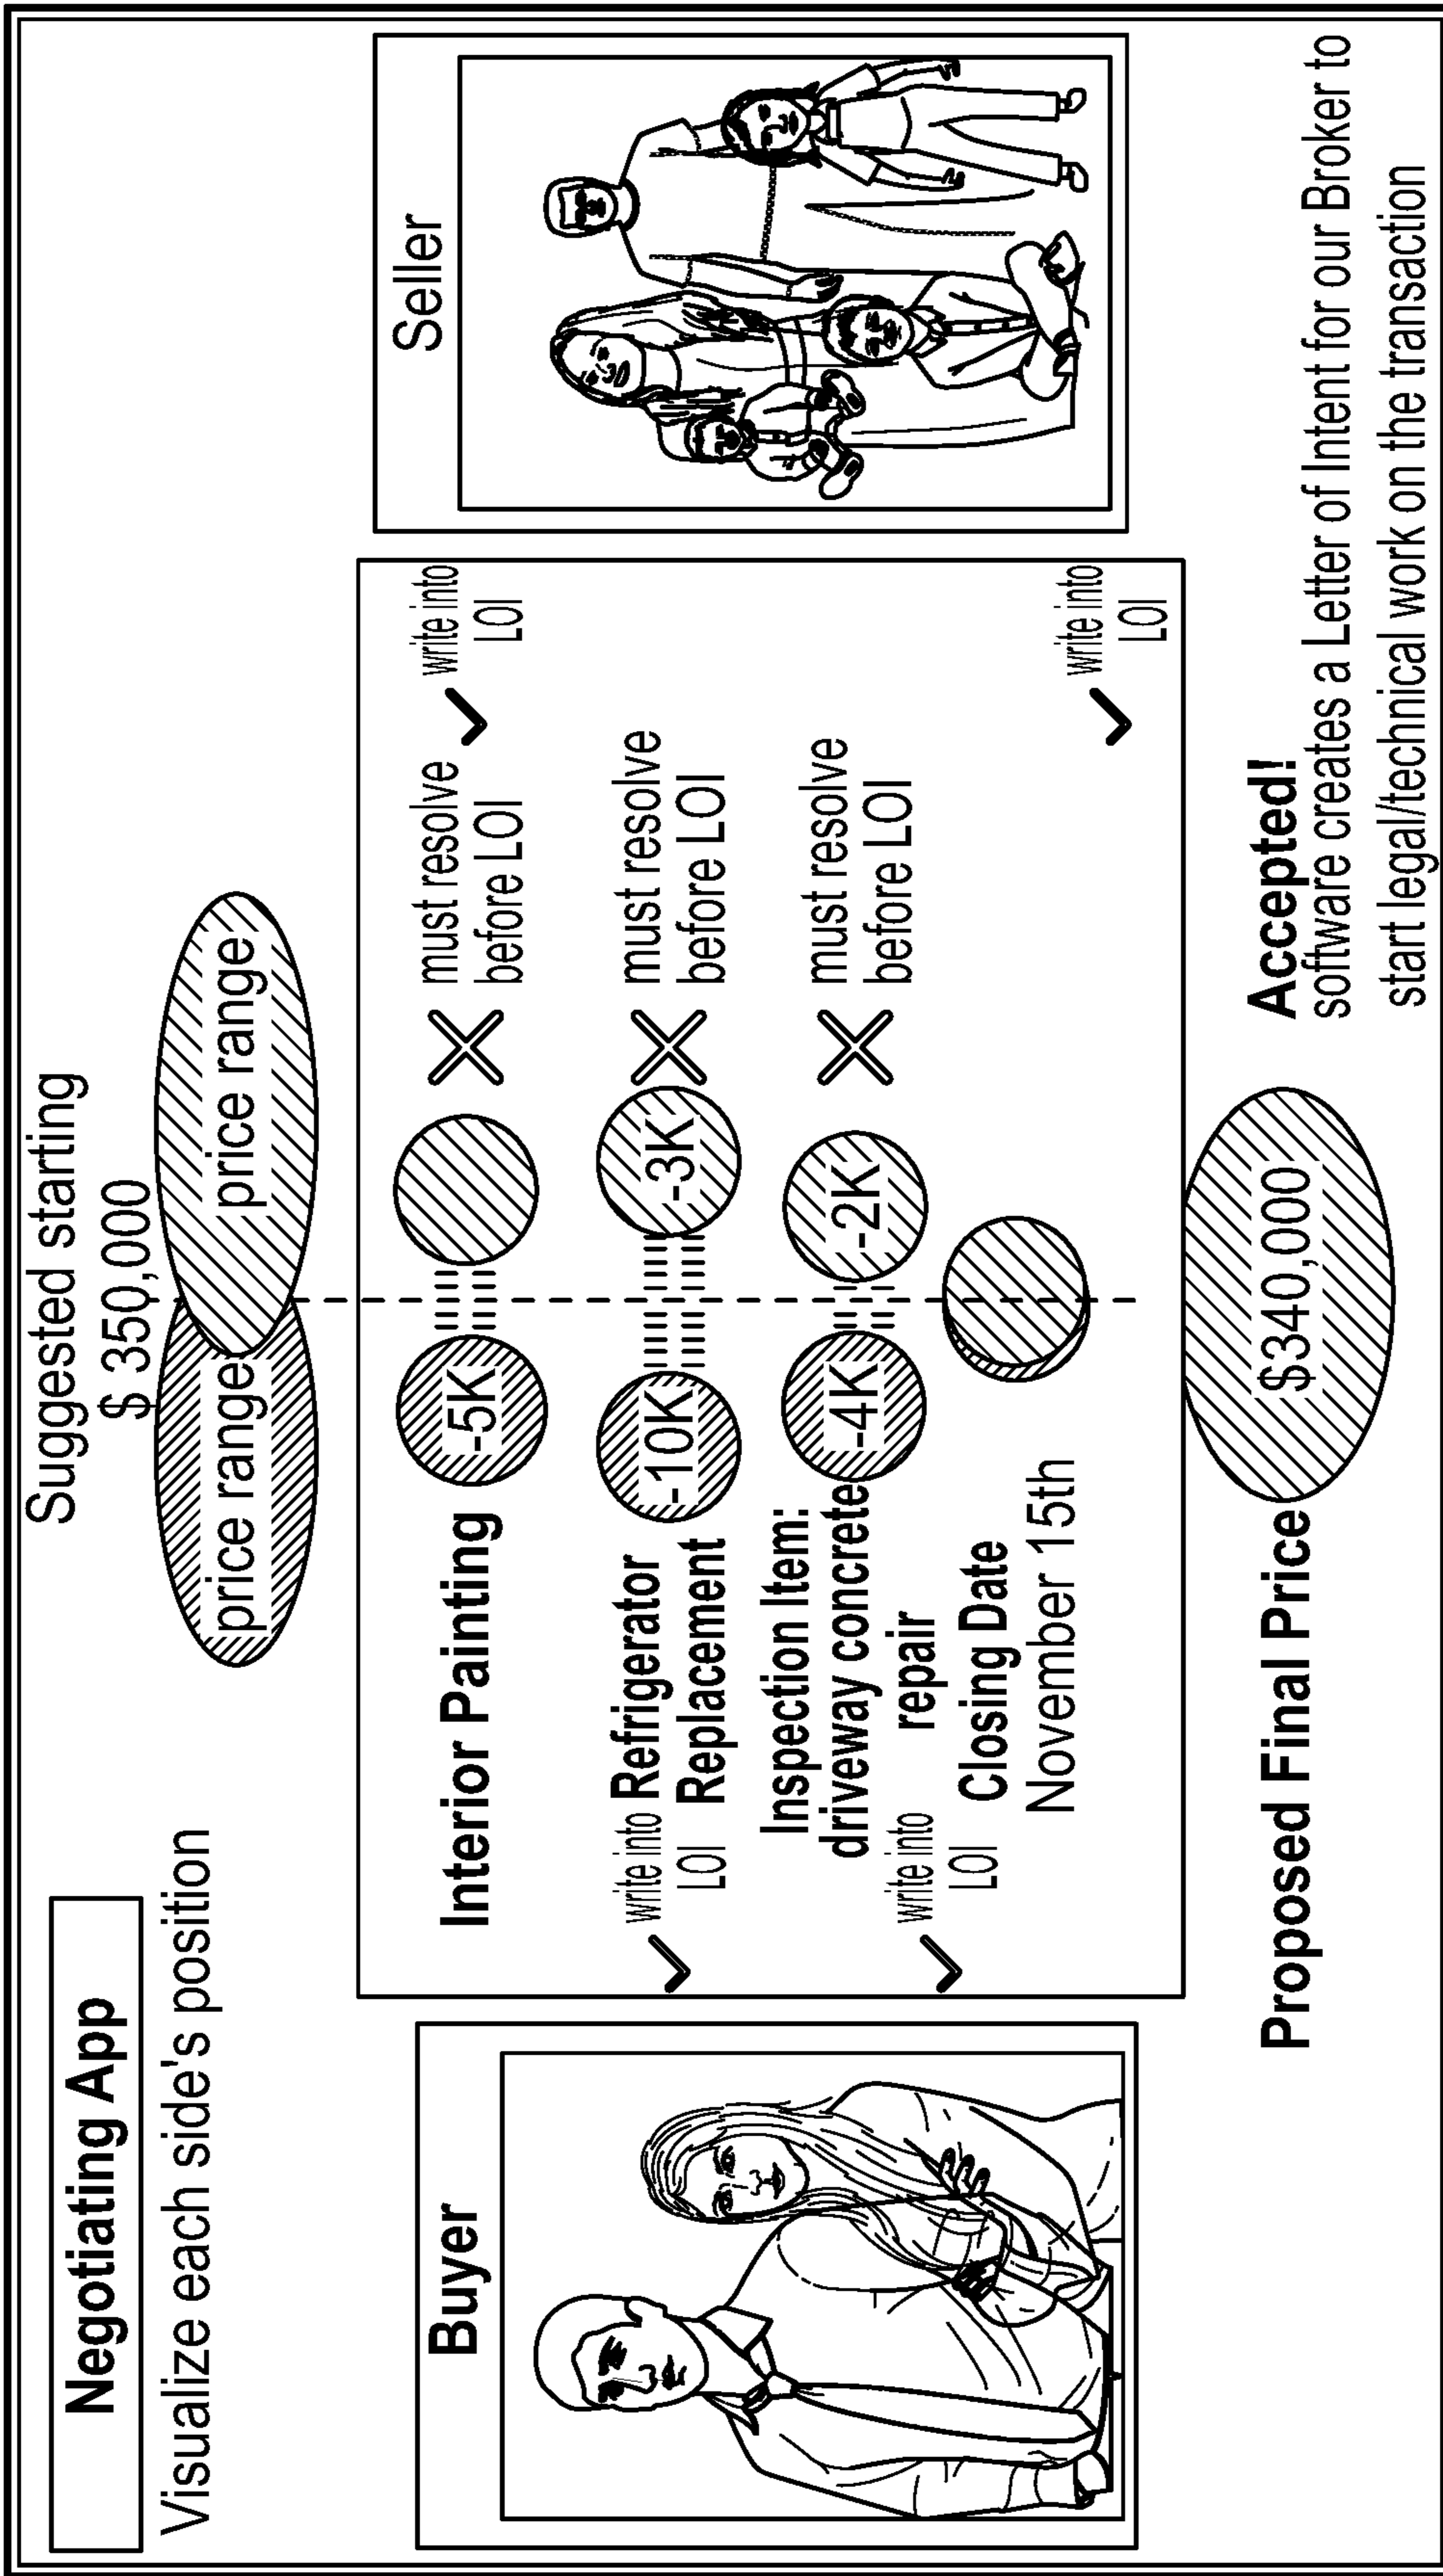 Negotiating App
Visualize each side's position
Suggested starting
$ 350,000
price range
price range
Buyer
Seller
Interior Painting
-5K
must resolve
before LOI
write into
LOI
write into
LOI
Refrigerator
Replacement
-10K
-3K
must resolve
before LOI
Inspection Item:
driveway concrete
repair
-4K
-2K
must resolve
before LOI
write into
LOI
Closing Date
November 15th
write into
LOI
Proposed Final Price
$340,000
Accepted!
software creates a Letter of Intent for our Broker to
start legal/technical work on the transaction